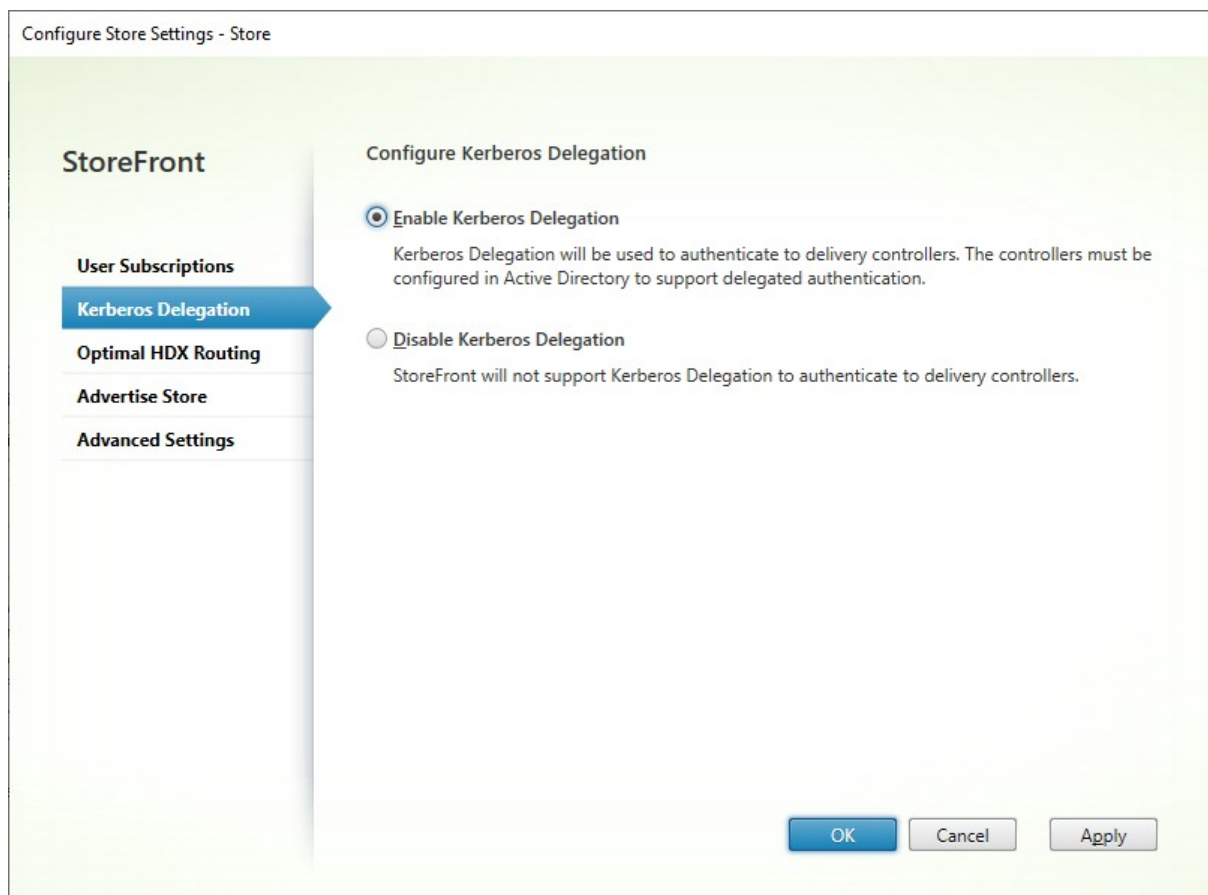 Configure Store Settings - Store
StoreFront
User Subscriptions
Kerberos Delegation
Optimal HDX Routing
Advertise Store
Advanced Settings
Configure Kerberos Delegation
Enable Kerberos Delegation
Kerberos Delegation will be used to authenticate to delivery controllers. The controllers must be
configured in Active Directory to support delegated authentication.
Disable Kerberos Delegation
StoreFront will not support Kerberos Delegation to authenticate to delivery controllers.
OK
Cancel
Apply